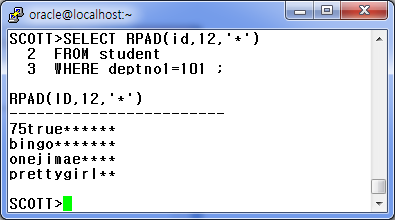 oracle@localhost:~
SCOTT>SELECT RPAD(id,12,'*')
2 FROM student
3 WHERE deptno1=101 ;
RPAD(ID,12,'*')
------------------------
75true******
bingo*******
onejimae****
prettygirl**
SCOTT>